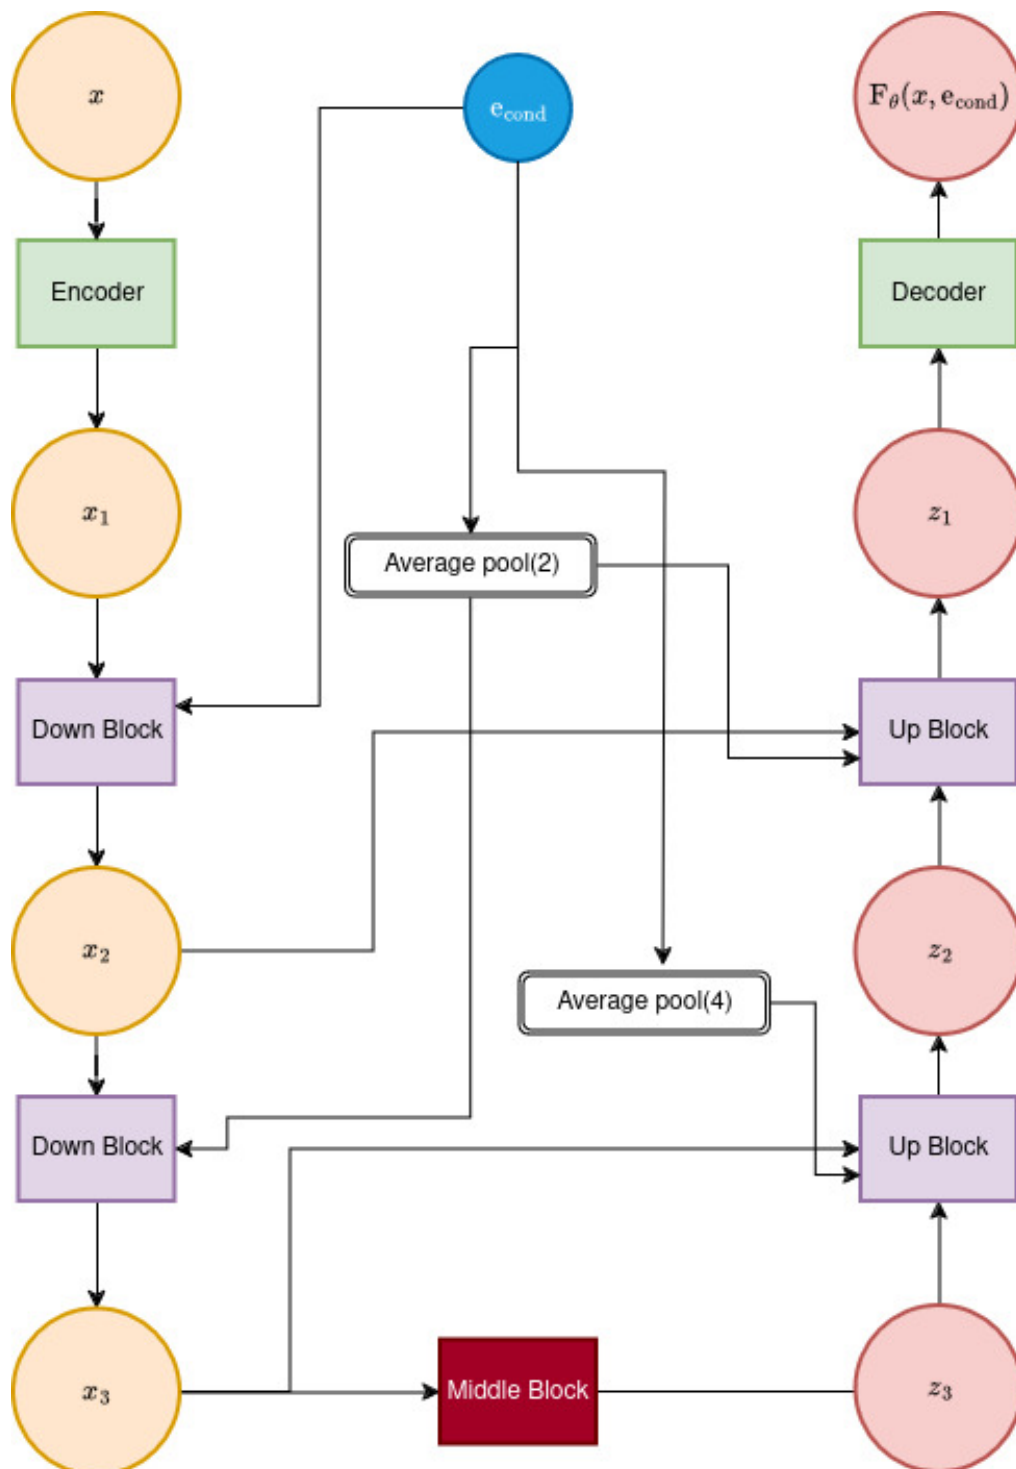 x
e_cond
F_θ(x, e_cond)
Encoder
Decoder
x_1
z_1
Average pool(2)
Down Block
Up Block
x_2
z_2
Average pool(4)
Down Block
Up Block
x_3
Middle Block
z_3